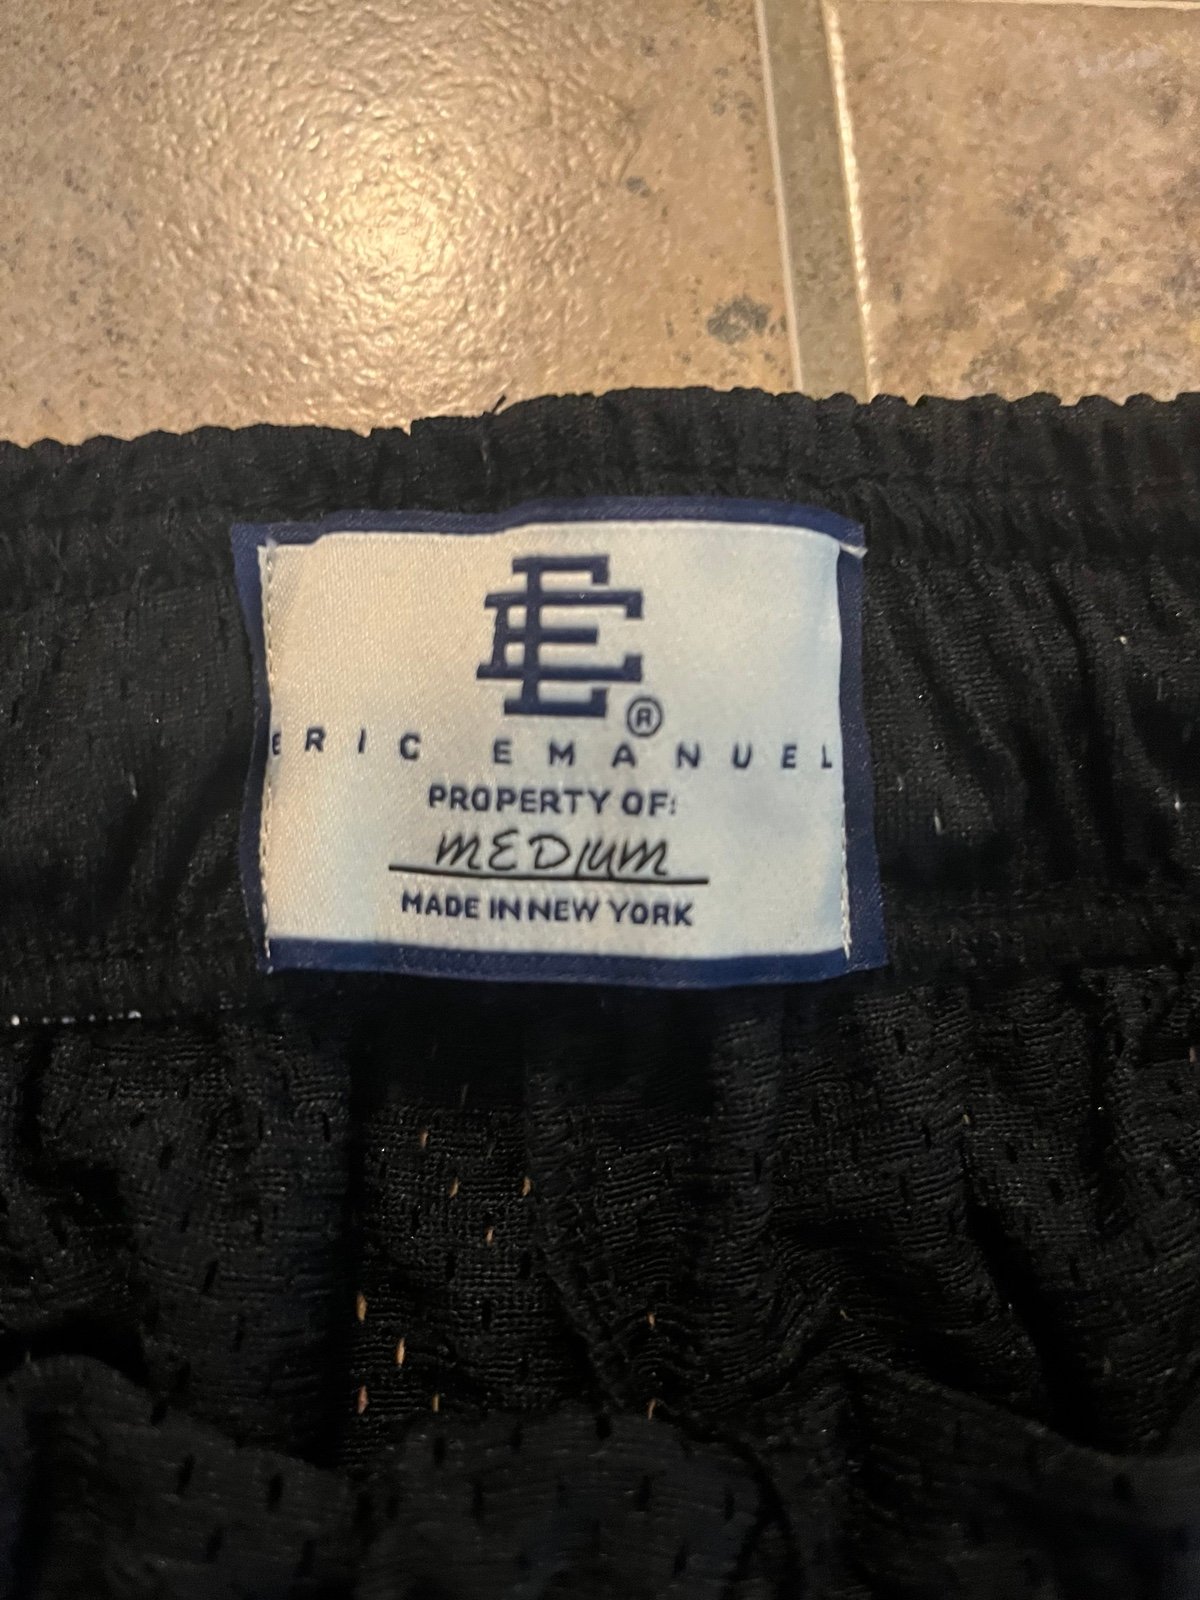 EE
®
ERIC EMANUEL
PROPERTY OF:
MEDIUM
MADE IN NEW YORK